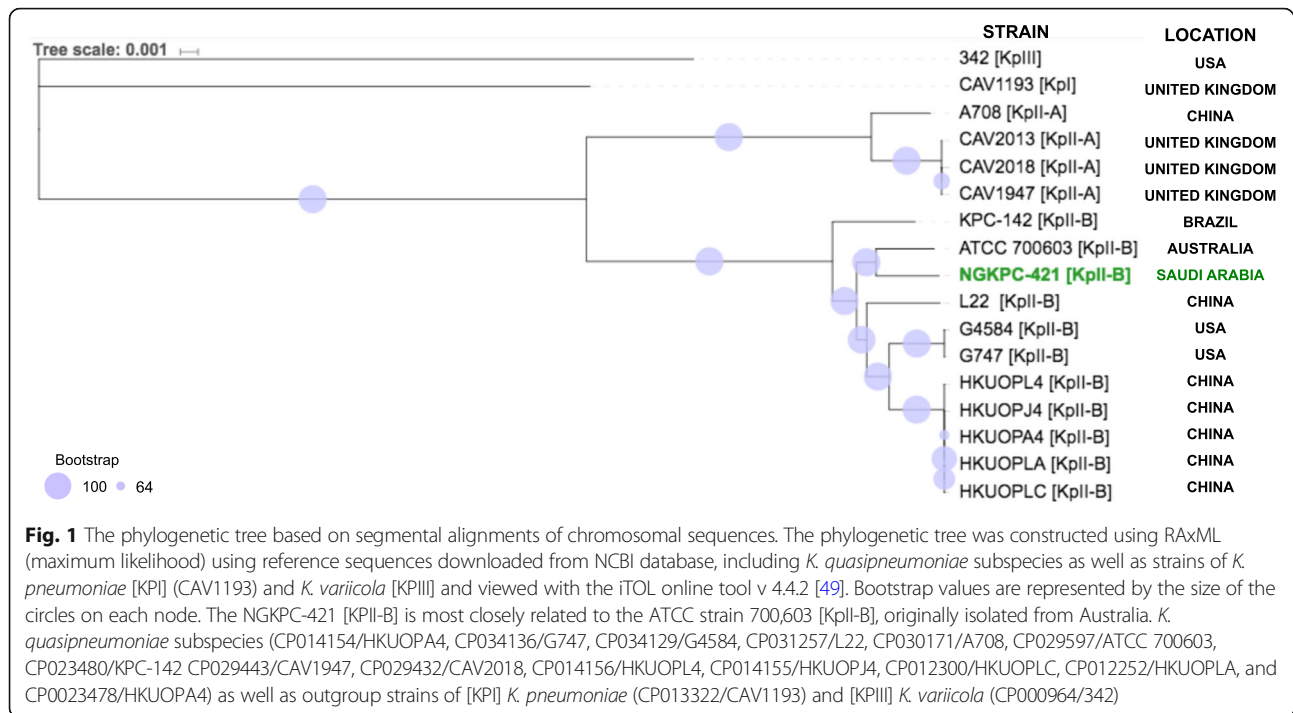 STRAIN LOCATION
Tree scale: 0.001
342 [KpIII] USA
CAV1193 [KpI] UNITED KINGDOM
A708 [KpII-A] CHINA
CAV2013 [KpII-A] UNITED KINGDOM
CAV2018 [KpII-A] UNITED KINGDOM
CAV1947 [KpII-A] UNITED KINGDOM
KPC-142 [KpII-B] BRAZIL
ATCC 700603 [KpII-B] AUSTRALIA
NGKPC-421 [KpII-B] SAUDI ARABIA
L22 [KpII-B] CHINA
G4584 [KpII-B] USA
G747 [KpII-B] USA
HKUOPL4 [KpII-B] CHINA
HKUOPJ4 [KpII-B] CHINA
HKUOPA4 [KpII-B] CHINA
HKUOPLA [KpII-B] CHINA
HKUOPLC [KpII-B] CHINA
Bootstrap
100 64
Fig. 1 The phylogenetic tree based on segmental alignments of chromosomal sequences. The phylogenetic tree was constructed using RAxML
(maximum likelihood) using reference sequences downloaded from NCBI database, including K. quasipneumoniae subspecies as well as strains of K.
pneumoniae [KPI] (CAV1193) and K. variicola [KPIII] and viewed with the iTOL online tool v 4.4.2 [49]. Bootstrap values are represented by the size of the
circles on each node. The NGKPC-421 [KPII-B] is most closely related to the ATCC strain 700,603 [KpII-B], originally isolated from Australia. K.
quasipneumoniae subspecies (CP014154/HKUOPA4, CP034136/G747, CP034129/G4584, CP031257/L22, CP030171/A708, CP029597/ATCC 700603,
CP023480/KPC-142 CP029443/CAV1947, CP029432/CAV2018, CP014156/HKUOPL4, CP014155/HKUOPJ4, CP012300/HKUOPLC, CP012252/HKUOPLA, and
CP0023478/HKUOPA4) as well as outgroup strains of [KPI] K. pneumoniae (CP013322/CAV1193) and [KPIII] K. variicola (CP000964/342)